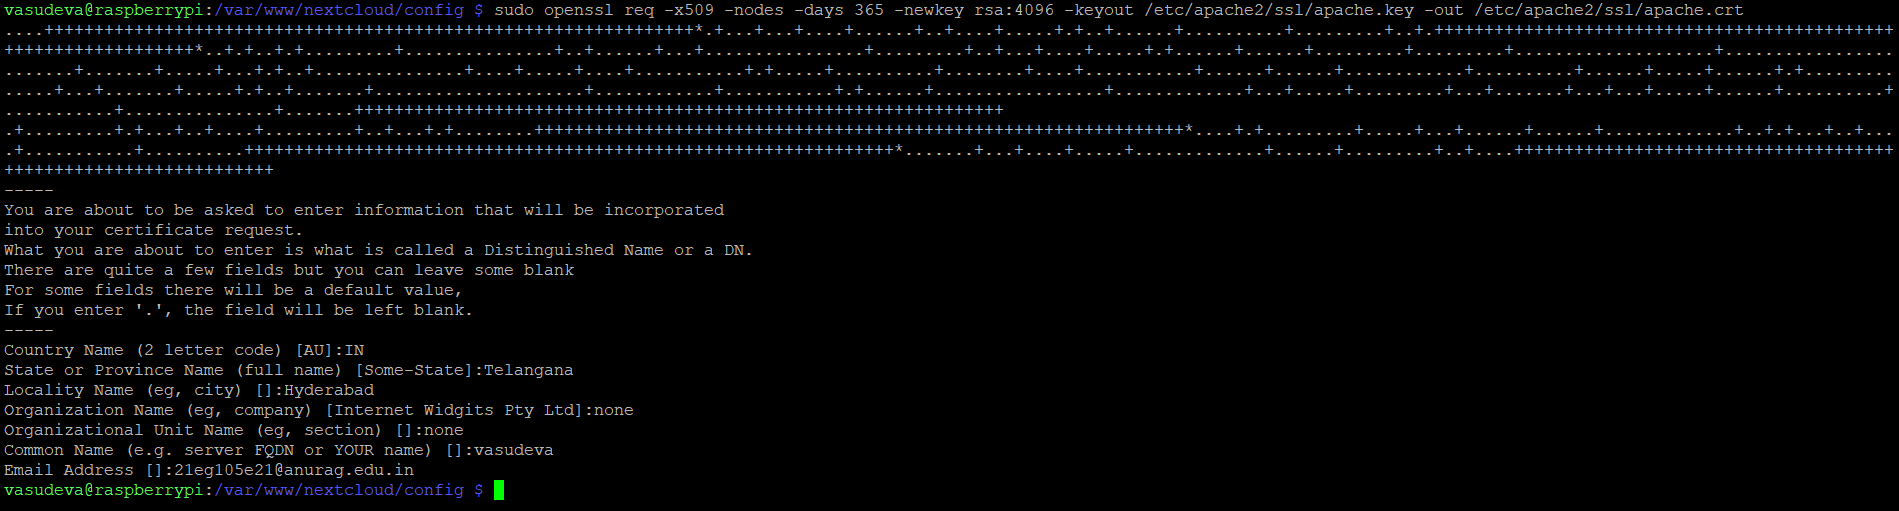 vasudeva@raspberrypi:/var/www/nextcloud/config $ sudo openssl req -x509 -nodes -days 365 -newkey rsa:4096 -keyout /etc/apache2/ssl/apache.key -out /etc/apache2/ssl/apache.crt
-----
You are about to be asked to enter information that will be incorporated
into your certificate request.
What you are about to enter is what is called a Distinguished Name or a DN.
There are quite a few fields but you can leave some blank
For some fields there will be a default value,
If you enter '.', the field will be left blank.
-----
Country Name (2 letter code) [AU]:IN
State or Province Name (full name) [Some-State]:Telangana
Locality Name (eg, city) []:Hyderabad
Organization Name (eg, company) [Internet Widgits Pty Ltd]:none
Organizational Unit Name (eg, section) []:none
Common Name (e.g. server FQDN or YOUR name) []:vasudeva
Email Address []:21eg105e21@anurag.edu.in
vasudeva@raspberrypi:/var/www/nextcloud/config $